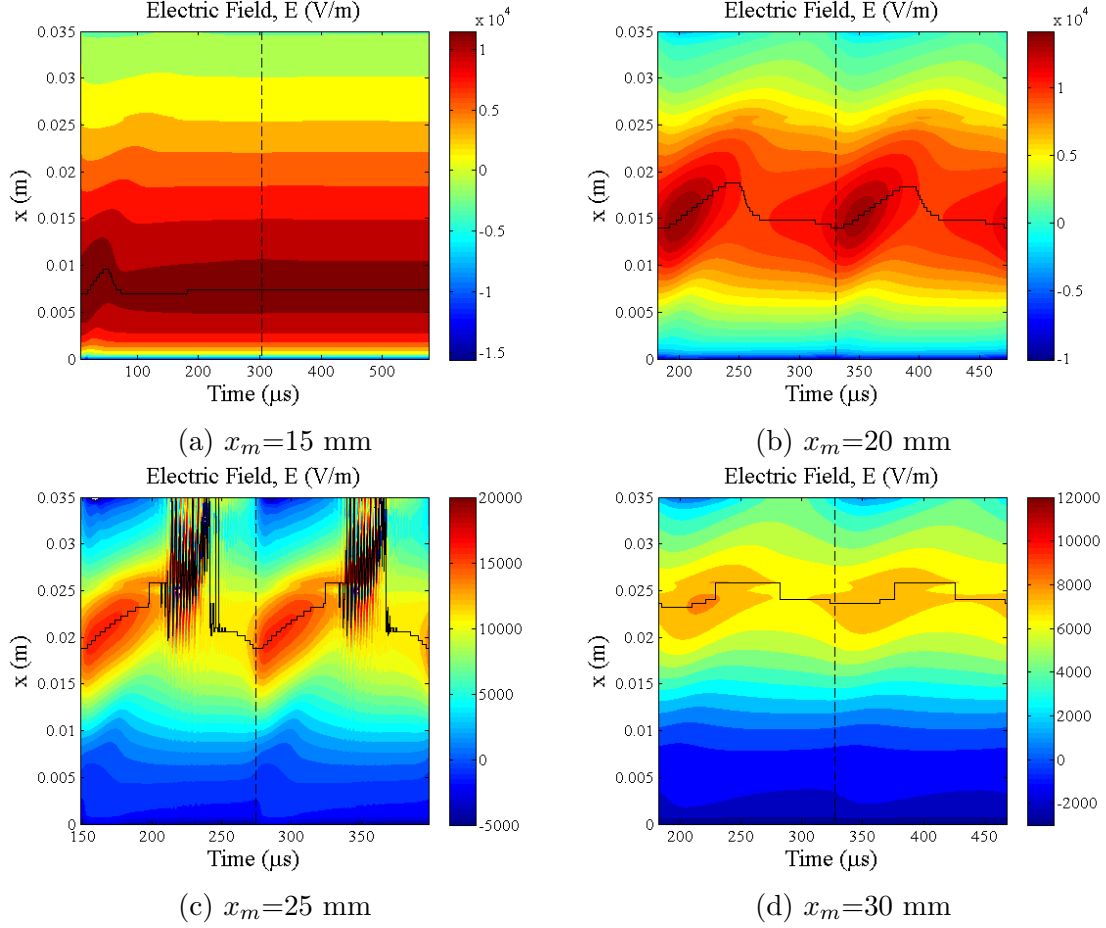 Electric Field, E (V/m)
x 10^4
0.035
0.03
0.025
0.02
0.015
0.01
0.005
0
x (m)
100 200 300 400 500
Time (μs)
1
0.5
0
-0.5
-1
-1.5
(a) x_m=15 mm
Electric Field, E (V/m)
x 10^4
0.035
0.03
0.025
0.02
0.015
0.01
0.005
0
x (m)
200 250 300 350 400 450
Time (μs)
1
0.5
0
-0.5
-1
(b) x_m=20 mm
Electric Field, E (V/m)
0.035
0.03
0.025
0.02
0.015
0.01
0.005
0
x (m)
150 200 250 300 350
Time (μs)
20000
15000
10000
5000
0
-5000
(c) x_m=25 mm
Electric Field, E (V/m)
0.035
0.03
0.025
0.02
0.015
0.01
0.005
0
x (m)
200 250 300 350 400 450
Time (μs)
12000
10000
8000
6000
4000
2000
0
-2000
(d) x_m=30 mm